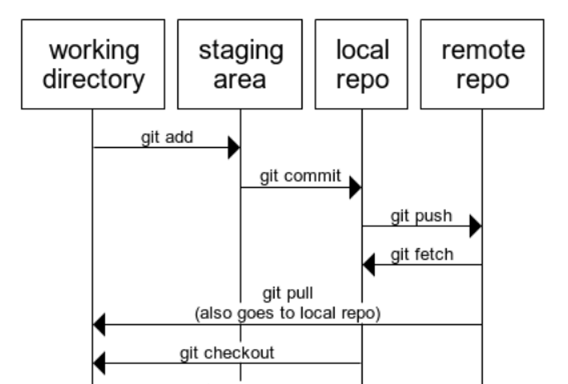 working
directory
staging
area
local
repo
remote
repo
git add
git commit
git push
git fetch
git pull
(also goes to local repo)
git checkout